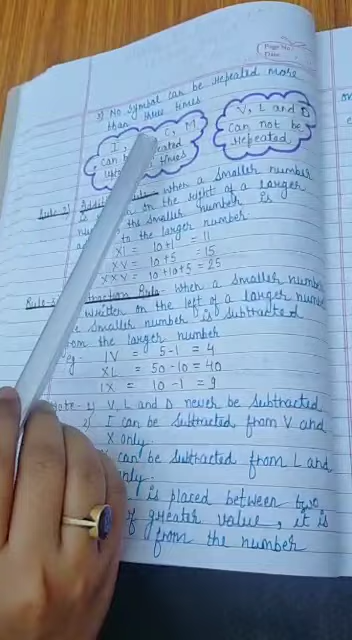 Page No.
Date
3) No symbol can be repeated more
than three times
I, C, M
can be repeated
times
V, L and D
can not be
repeated
Rule-2) Rule- When a smaller number
is on the right of a larger
the smaller number is
to the larger number
XI = 10+1 = 11
XV = 10+5 = 15
XXV = 10+10+5 = 25
Rule- Rule- When a smaller number
written on the left of a larger number
smaller number is subtracted
from the larger number
eg:- IV = 5-1 = 4
XL = 50-10 = 40
IX = 10-1 = 9
Note- 1) V, L and D never be subtracted
2) I can be subtracted from V and
X only
can be subtracted from L and
only.
is placed between two
of greater value, it is
from the number